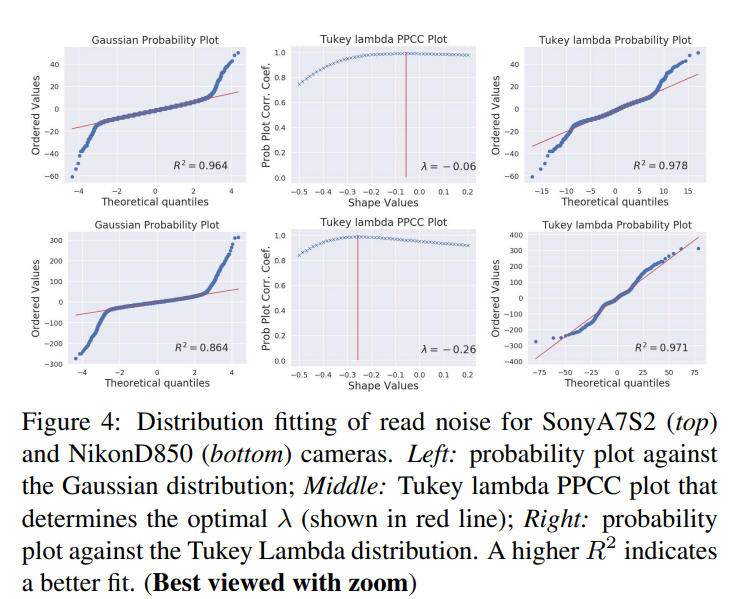 Gaussian Probability Plot
Ordered Values
40
20
0
−20
−40
−60
R² = 0.964
−4 −2 0 2 4
Theoretical quantiles
Tukey lambda PPCC Plot
Prob Plot Corr. Coef.
1.0
0.8
0.6
0.4
0.2
0.0
λ = −0.06
−0.5 −0.4 −0.3 −0.2 −0.1 0.0 0.1 0.2
Shape Values
Tukey lambda Probability Plot
Ordered Values
40
20
0
−20
−40
−60
R² = 0.978
−15 −10 −5 0 5 10 15
Theoretical quantiles
Gaussian Probability Plot
Ordered Values
300
200
100
0
−100
−200
−300
R² = 0.864
−4 −2 0 2 4
Theoretical quantiles
Tukey lambda PPCC Plot
Prob Plot Corr. Coef.
1.0
0.8
0.6
0.4
0.2
0.0
λ = −0.26
−0.5 −0.4 −0.3 −0.2 −0.1 0.0 0.1 0.2
Shape Values
Tukey lambda Probability Plot
Ordered Values
400
300
200
100
0
−100
−200
−300
−400
R² = 0.971
−75 −50 −25 0 25 50 75
Theoretical quantiles
Figure 4: Distribution fitting of read noise for SonyA7S2 (top)
and NikonD850 (bottom) cameras. Left: probability plot against
the Gaussian distribution; Middle: Tukey lambda PPCC plot that
determines the optimal λ (shown in red line); Right: probability
plot against the Tukey Lambda distribution. A higher R² indicates
a better fit. (Best viewed with zoom)